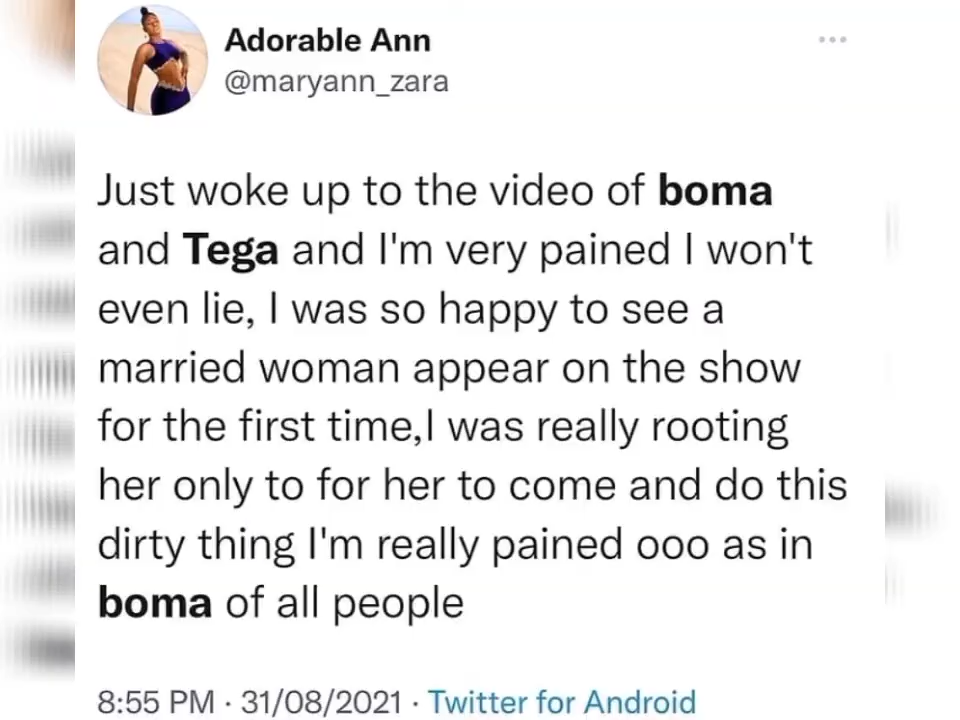 Adorable Ann
@maryann_zara
Just woke up to the video of boma
and Tega and I'm very pained I won't
even lie, I was so happy to see a
married woman appear on the show
for the first time,I was really rooting
her only to for her to come and do this
dirty thing I'm really pained ooo as in
boma of all people
8:55 PM · 31/08/2021 · Twitter for Android